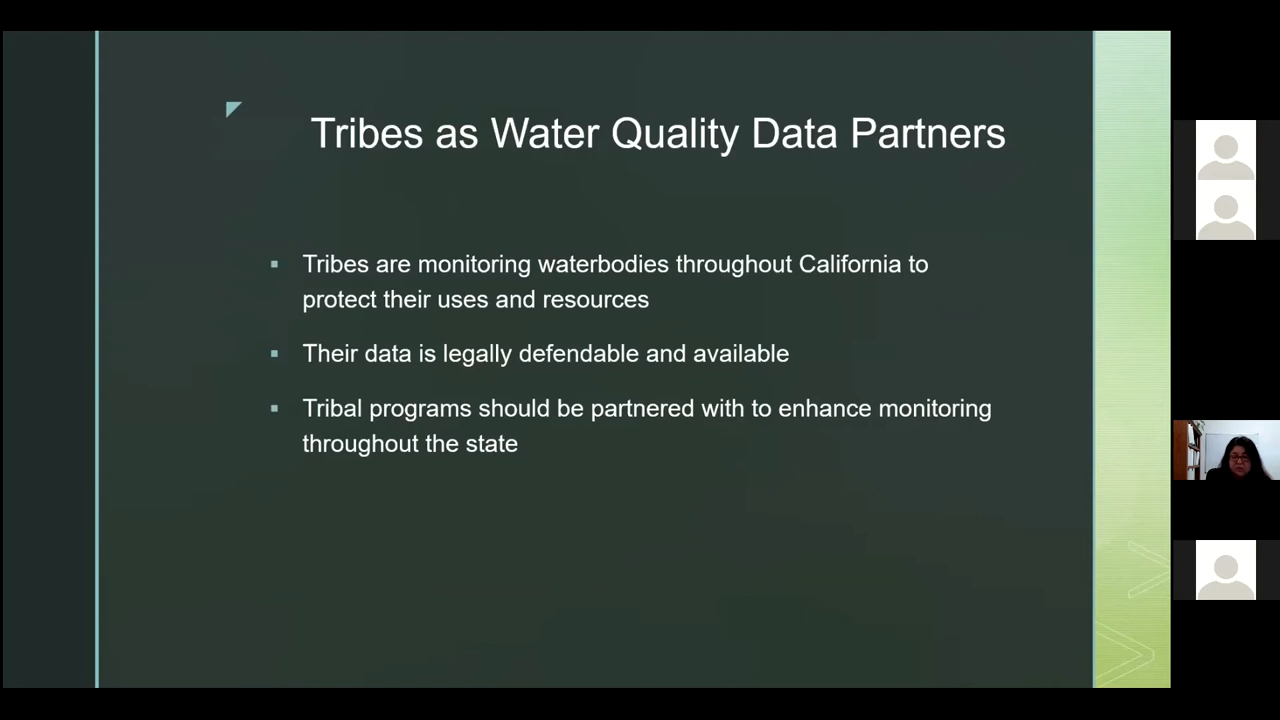 Tribes as Water Quality Data Partners
▪ Tribes are monitoring waterbodies throughout California to
protect their uses and resources
▪ Their data is legally defendable and available
▪ Tribal programs should be partnered with to enhance monitoring
throughout the state